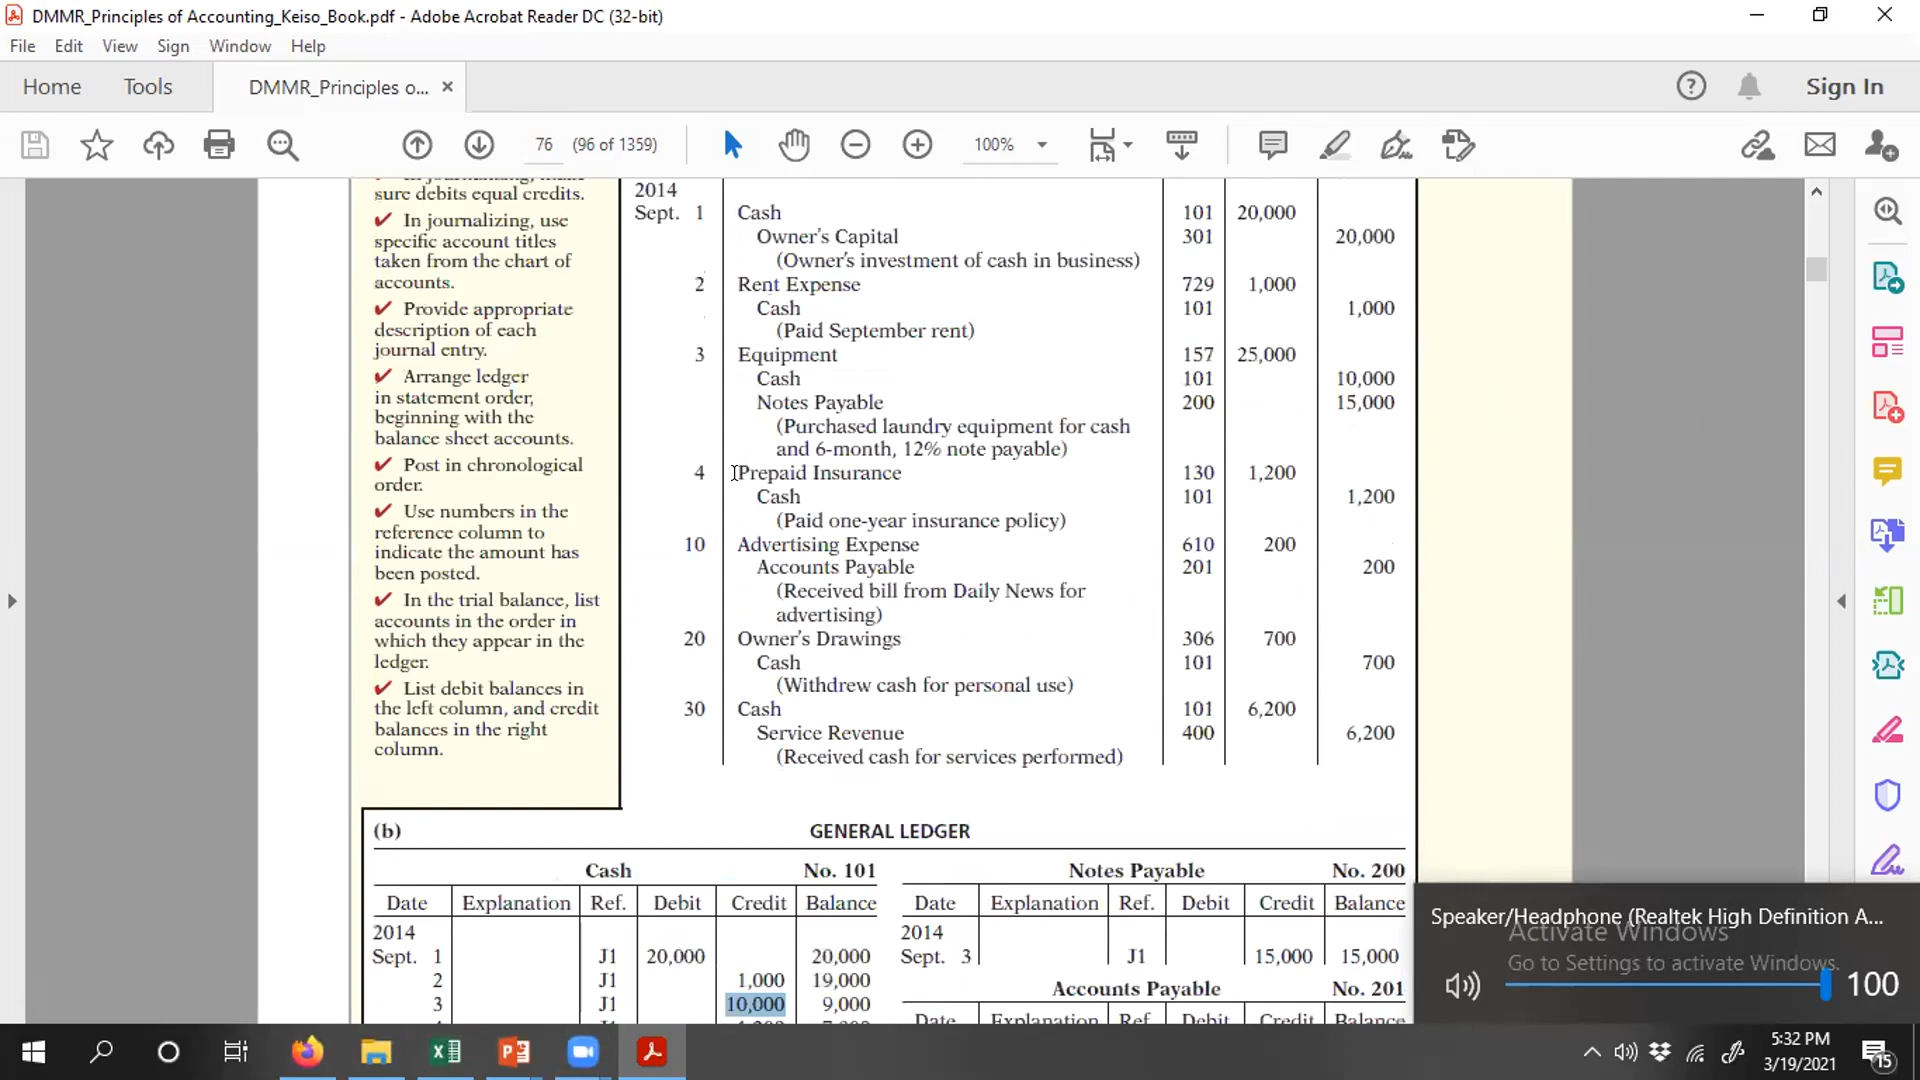 DMMR_Principles of Accounting_Keiso_Book.pdf - Adobe Acrobat Reader DC (32-bit)
File Edit View Sign Window Help
Home Tools DMMR_Principles o... × Sign In
76 (96 of 1359) 100%
sure debits equal credits.
✔ In journalizing, use
specific account titles
taken from the chart of
accounts.
✔ Provide appropriate
description of each
journal entry.
✔ Arrange ledger
in statement order,
beginning with the
balance sheet accounts.
✔ Post in chronological
order.
✔ Use numbers in the
reference column to
indicate the amount has
been posted.
✔ In the trial balance, list
accounts in the order in
which they appear in the
ledger.
✔ List debit balances in
the left column, and credit
balances in the right
column.
2014
Sept. 1 Cash 101 20,000
Owner's Capital 301 20,000
(Owner's investment of cash in business)
2 Rent Expense 729 1,000
Cash 101 1,000
(Paid September rent)
3 Equipment 157 25,000
Cash 101 10,000
Notes Payable 200 15,000
(Purchased laundry equipment for cash
and 6-month, 12% note payable)
4 Prepaid Insurance 130 1,200
Cash 101 1,200
(Paid one-year insurance policy)
10 Advertising Expense 610 200
Accounts Payable 201 200
(Received bill from Daily News for
advertising)
20 Owner's Drawings 306 700
Cash 101 700
(Withdrew cash for personal use)
30 Cash 101 6,200
Service Revenue 400 6,200
(Received cash for services performed)
(b) GENERAL LEDGER
Cash No. 101
Date Explanation Ref. Debit Credit Balance
2014
Sept. 1 J1 20,000 20,000
2 J1 1,000 19,000
3 J1 10,000 9,000
Notes Payable No. 200
Date Explanation Ref. Debit Credit Balance
2014
Sept. 3 J1 15,000 15,000
Accounts Payable No. 201
Date Explanation Ref. Debit Credit Balance
Speaker/Headphone (Realtek High Definition A...
Activate Windows
Go to Settings to activate Windows.
100
5:32 PM
3/19/2021
15